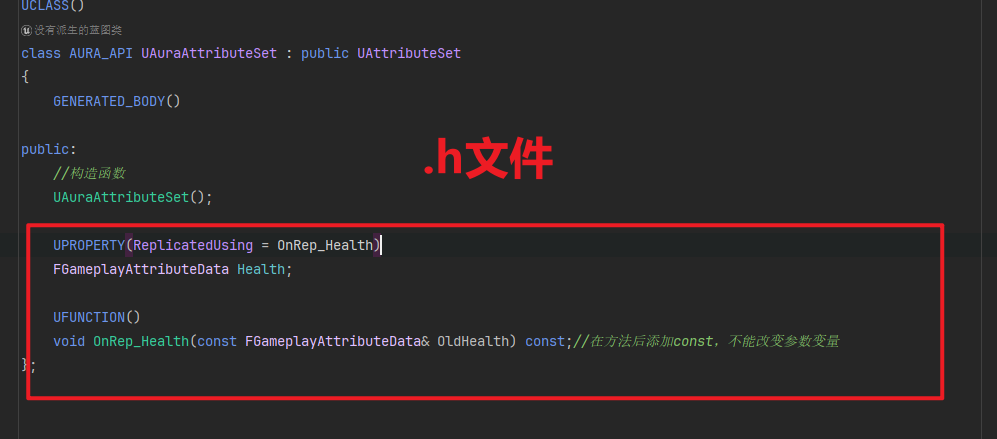 UCLASS()
没有派生的蓝图类
class AURA_API UAuraAttributeSet : public UAttributeSet
{
GENERATED_BODY()
public:
.h文件
//构造函数
UAuraAttributeSet();
UPROPERTY(ReplicatedUsing = OnRep_Health)
FGameplayAttributeData Health;
UFUNCTION()
void OnRep_Health(const FGameplayAttributeData& OldHealth) const;//在方法后添加const，不能改变参数变量
};